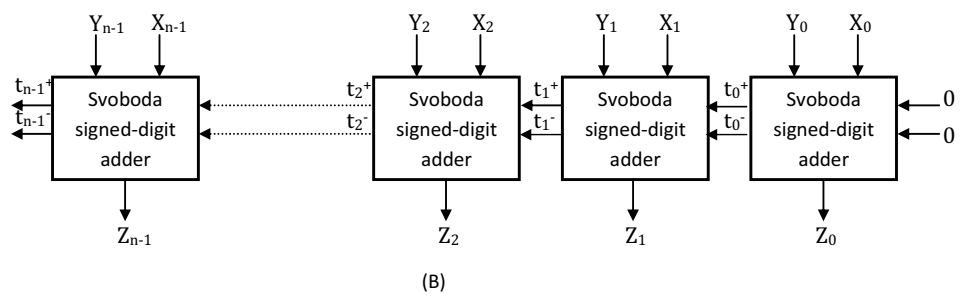 Yn-1 Xn-1 Y2 X2 Y1 X1 Y0 X0
tn-1+ t2+ t1+ t0+ 0
tn-1- t2- t1- t0- 0
Svoboda Svoboda Svoboda Svoboda
signed-digit signed-digit signed-digit signed-digit
adder adder adder adder
Zn-1 Z2 Z1 Z0
(B)